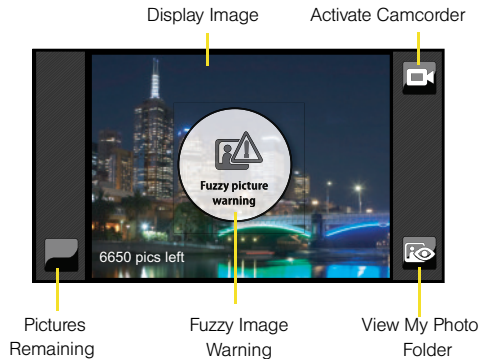 Display Image
Activate Camcorder
Fuzzy picture
warning
6650 pics left
Pictures
Remaining
Fuzzy Image
Warning
View My Photo
Folder